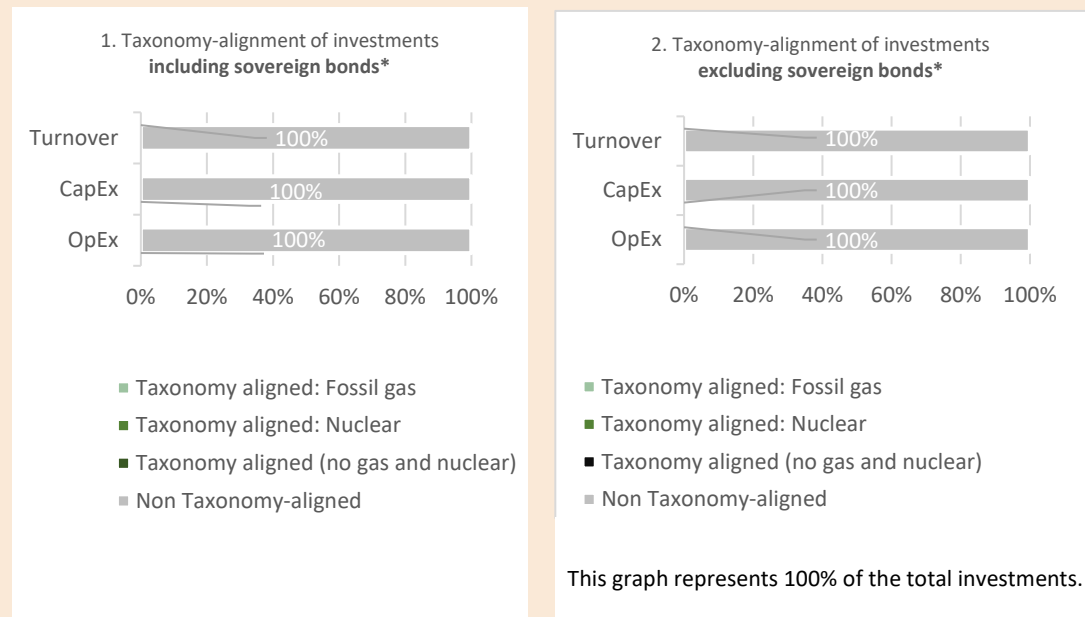 1. Taxonomy-alignment of investments
including sovereign bonds*
Turnover
100%
CapEx
100%
OpEx
100%
0% 20% 40% 60% 80% 100%
Taxonomy aligned: Fossil gas
Taxonomy aligned: Nuclear
Taxonomy aligned (no gas and nuclear)
Non Taxonomy-aligned
2. Taxonomy-alignment of investments
excluding sovereign bonds*
Turnover
100%
CapEx
100%
OpEx
100%
0% 20% 40% 60% 80% 100%
Taxonomy aligned: Fossil gas
Taxonomy aligned: Nuclear
Taxonomy aligned (no gas and nuclear)
Non Taxonomy-aligned
This graph represents 100% of the total investments.